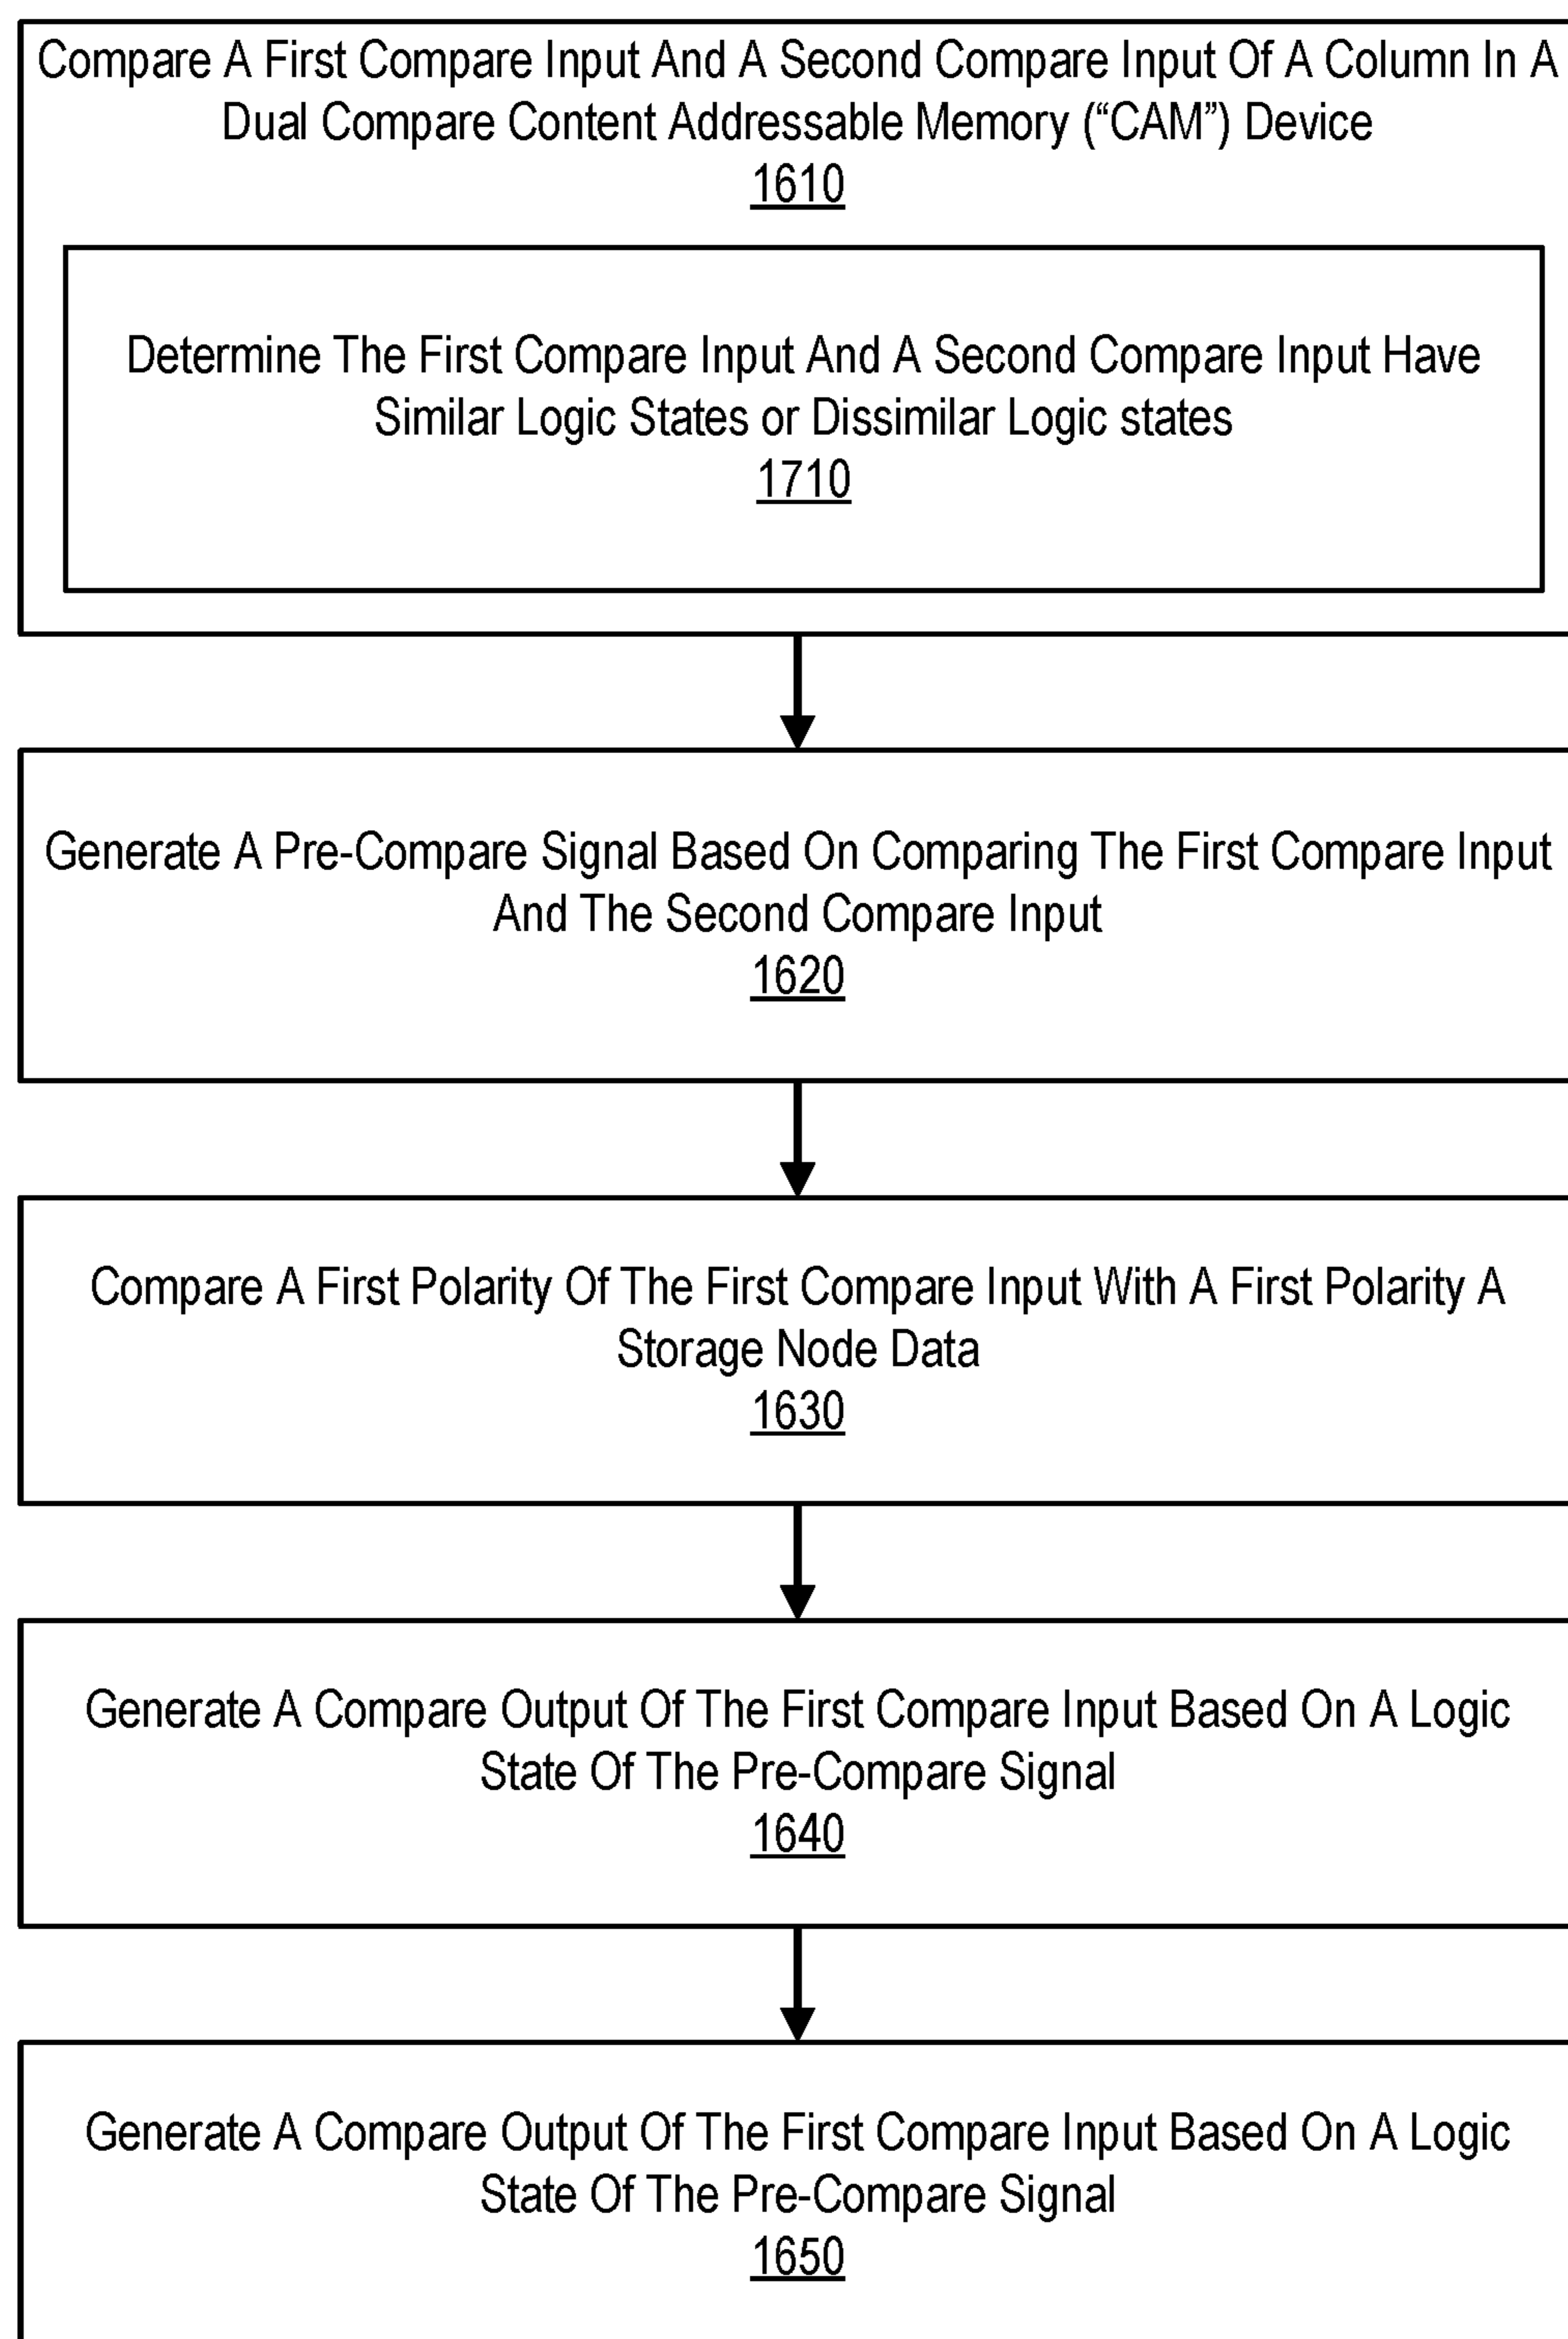 Compare A First Compare Input And A Second Compare Input Of A Column In A
Dual Compare Content Addressable Memory (“CAM”) Device
1610
Determine The First Compare Input And A Second Compare Input Have
Similar Logic States or Dissimilar Logic states
1710
Generate A Pre-Compare Signal Based On Comparing The First Compare Input
And The Second Compare Input
1620
Compare A First Polarity Of The First Compare Input With A First Polarity A
Storage Node Data
1630
Generate A Compare Output Of The First Compare Input Based On A Logic
State Of The Pre-Compare Signal
1640
Generate A Compare Output Of The First Compare Input Based On A Logic
State Of The Pre-Compare Signal
1650